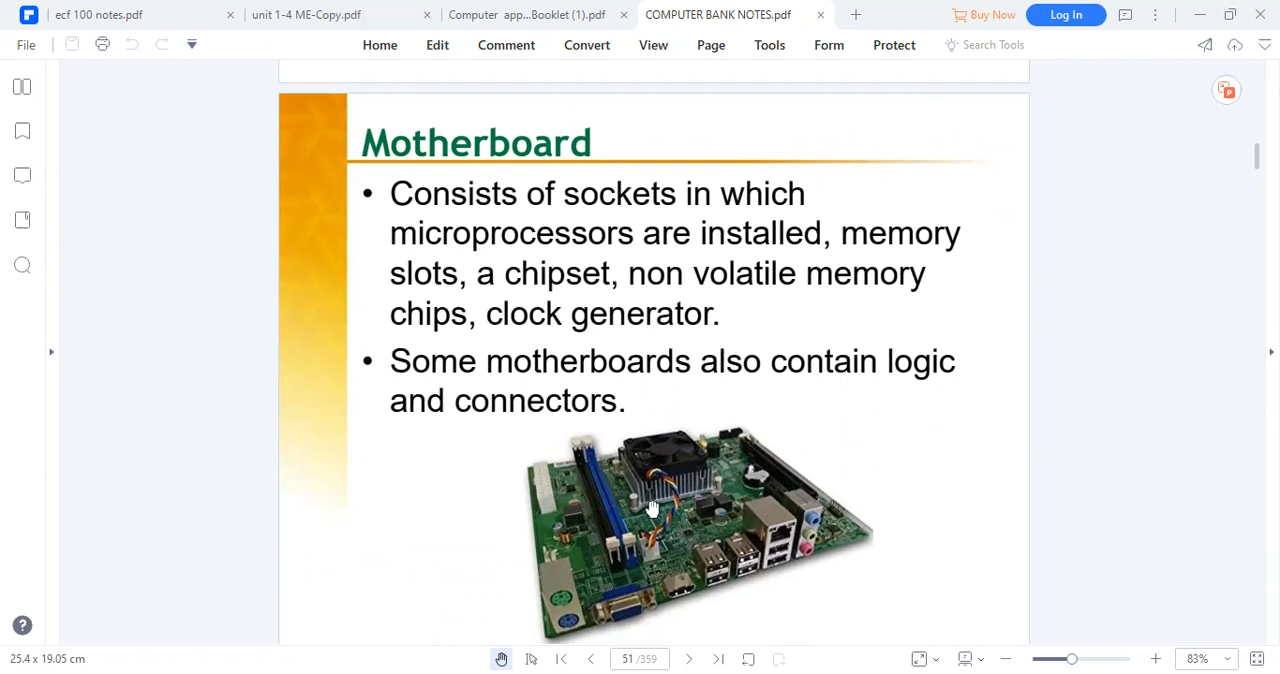 ecf 100 notes.pdf
unit 1-4 ME-Copy.pdf
Computer app...Booklet (1).pdf
COMPUTER BANK NOTES.pdf
Buy Now
Log In
File
Home
Edit
Comment
Convert
View
Page
Tools
Form
Protect
Search Tools
Motherboard
• Consists of sockets in which
microprocessors are installed, memory
slots, a chipset, non volatile memory
chips, clock generator.
• Some motherboards also contain logic
and connectors.
25.4 x 19.05 cm
51 /359
83%